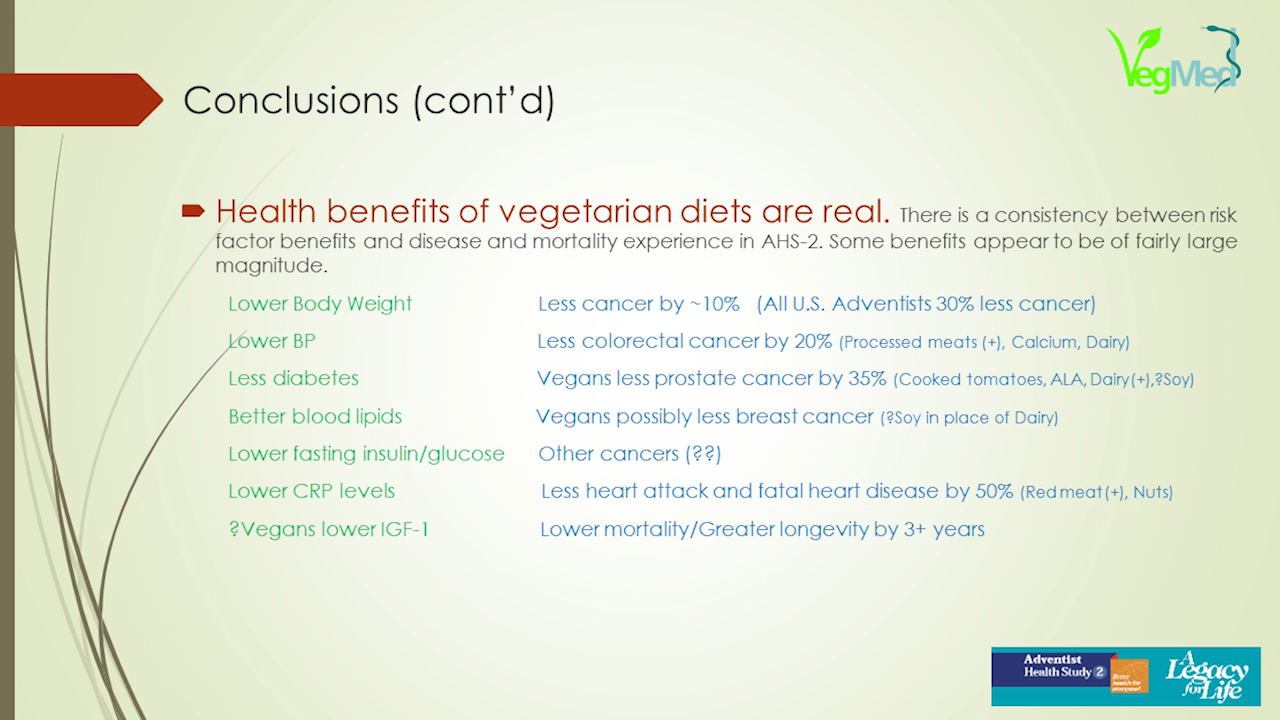 VegMed
Conclusions (cont’d)
Health benefits of vegetarian diets are real. There is a consistency between risk
factor benefits and disease and mortality experience in AHS-2. Some benefits appear to be of fairly large
magnitude.
Lower Body Weight Less cancer by ~10% (All U.S. Adventists 30% less cancer)
Lower BP Less colorectal cancer by 20% (Processed meats (+), Calcium, Dairy)
Less diabetes Vegans less prostate cancer by 35% (Cooked tomatoes, ALA, Dairy(+),?Soy)
Better blood lipids Vegans possibly less breast cancer (?Soy in place of Dairy)
Lower fasting insulin/glucose Other cancers (??)
Lower CRP levels Less heart attack and fatal heart disease by 50% (Red meat(+), Nuts)
?Vegans lower IGF-1 Lower mortality/Greater longevity by 3+ years
Adventist
Health Study 2
Better
health for
everyone!
A
Legacy
for Life